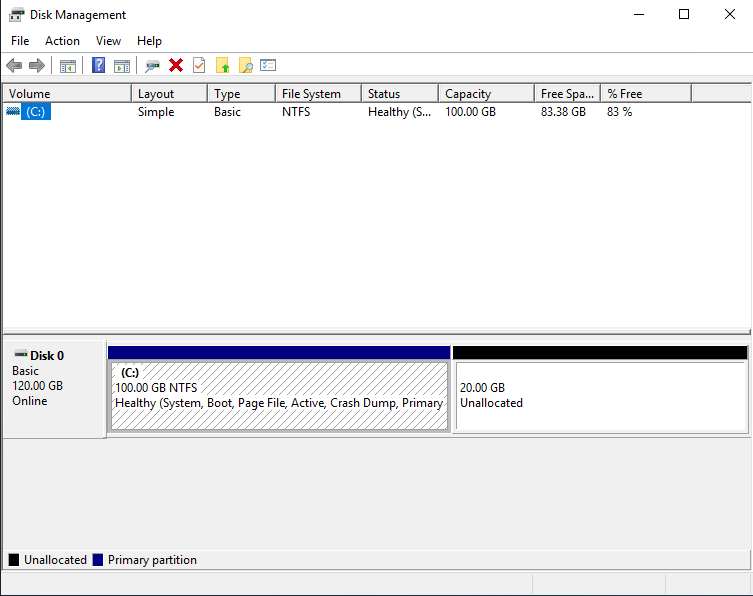 Disk Management
File Action View Help
Volume Layout Type File System Status Capacity Free Spa... % Free
(C:) Simple Basic NTFS Healthy (S... 100.00 GB 83.38 GB 83 %
Disk 0
Basic
120.00 GB
Online
(C:)
100.00 GB NTFS
Healthy (System, Boot, Page File, Active, Crash Dump, Primary
20.00 GB
Unallocated
Unallocated Primary partition